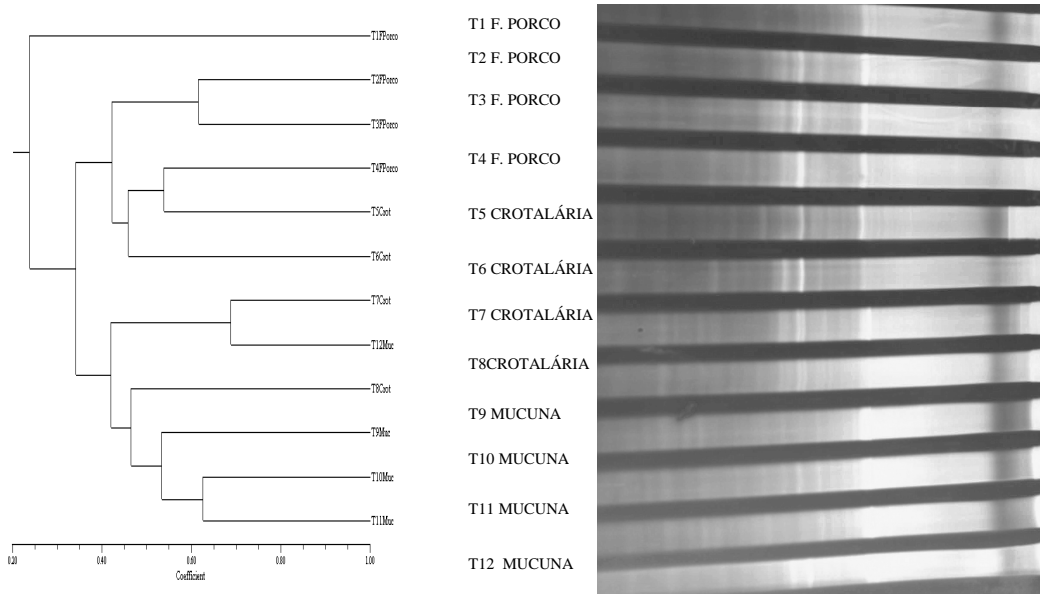 T1FPorco
T2FPorco
T3FPorco
T4FPorco
T5Crot
T6Crot
T7Crot
T12Muc
T8Crot
T9Muc
T10Muc
T11Muc
0.20 0.40 0.60 0.80 1.00
Coefficient
T1 F. PORCO
T2 F. PORCO
T3 F. PORCO
T4 F. PORCO
T5 CROTALÁRIA
T6 CROTALÁRIA
T7 CROTALÁRIA
T8CROTALÁRIA
T9 MUCUNA
T10 MUCUNA
T11 MUCUNA
T12 MUCUNA